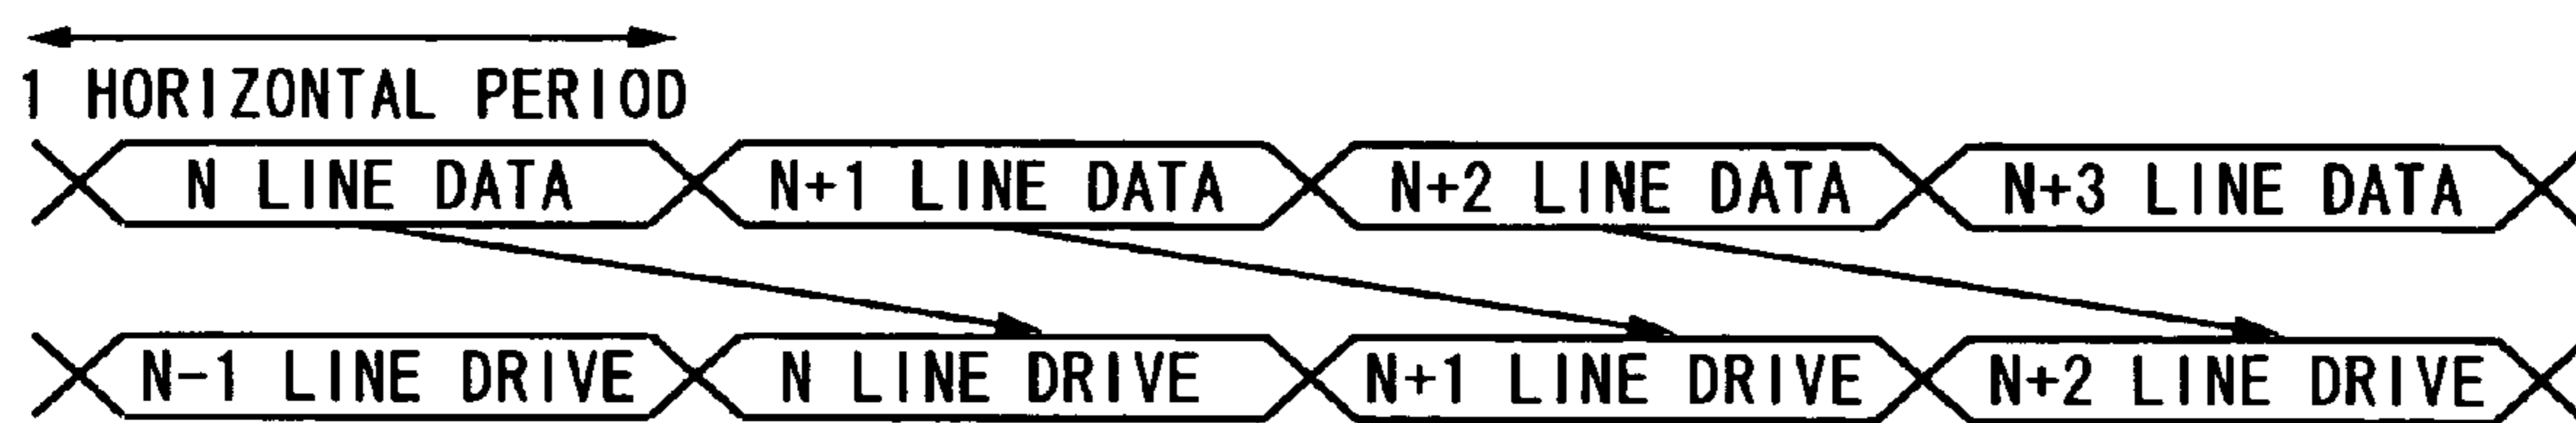 1 HORIZONTAL PERIOD
N LINE DATA N+1 LINE DATA N+2 LINE DATA N+3 LINE DATA
N-1 LINE DRIVE N LINE DRIVE N+1 LINE DRIVE N+2 LINE DRIVE